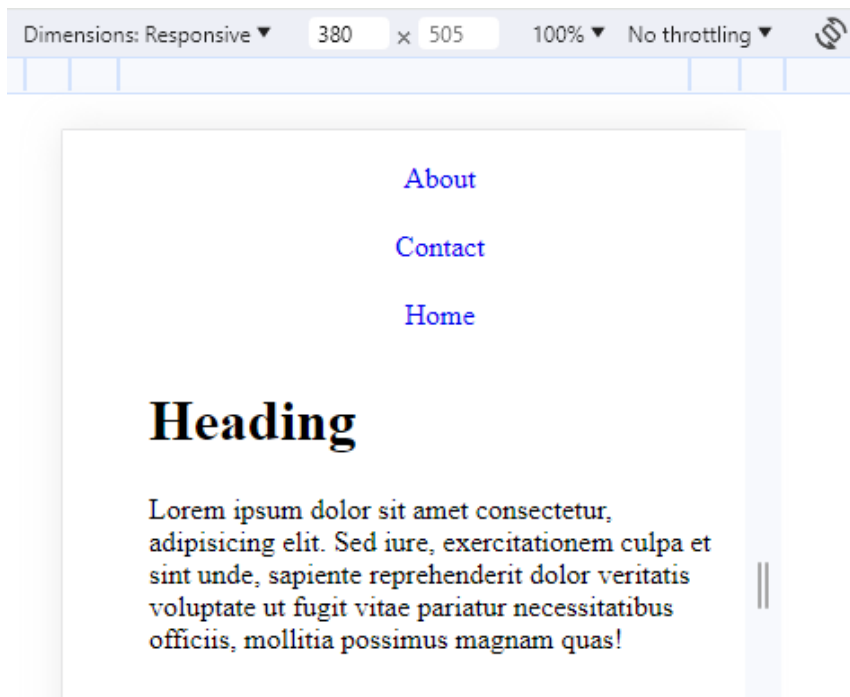 Dimensions: Responsive ▼ 380 × 505 100% ▼ No throttling ▼
About
Contact
Home
Heading
Lorem ipsum dolor sit amet consectetur,
adipisicing elit. Sed iure, exercitationem culpa et
sint unde, sapiente reprehenderit dolor veritatis
voluptate ut fugit vitae pariatur necessitatibus
officiis, mollitia possimus magnam quas!